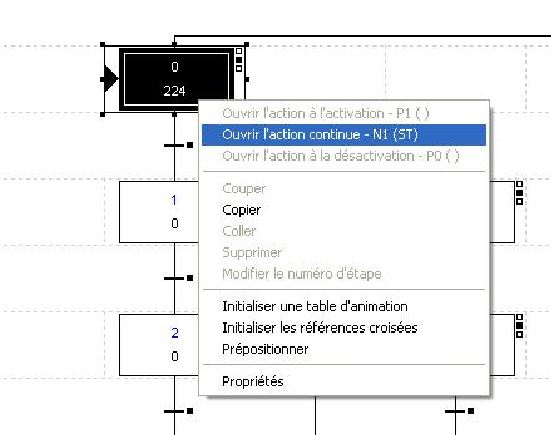 0
224
Ouvrir l'action à l'activation - P1 ( )
Ouvrir l'action continue - N1 (ST)
Ouvrir l'action à la désactivation - P0 ( )
Couper
Copier
Coller
Supprimer
Modifier le numéro d'étape
Initialiser une table d'animation
Initialiser les références croisées
Prépositionner
Propriétés
1
0
2
0